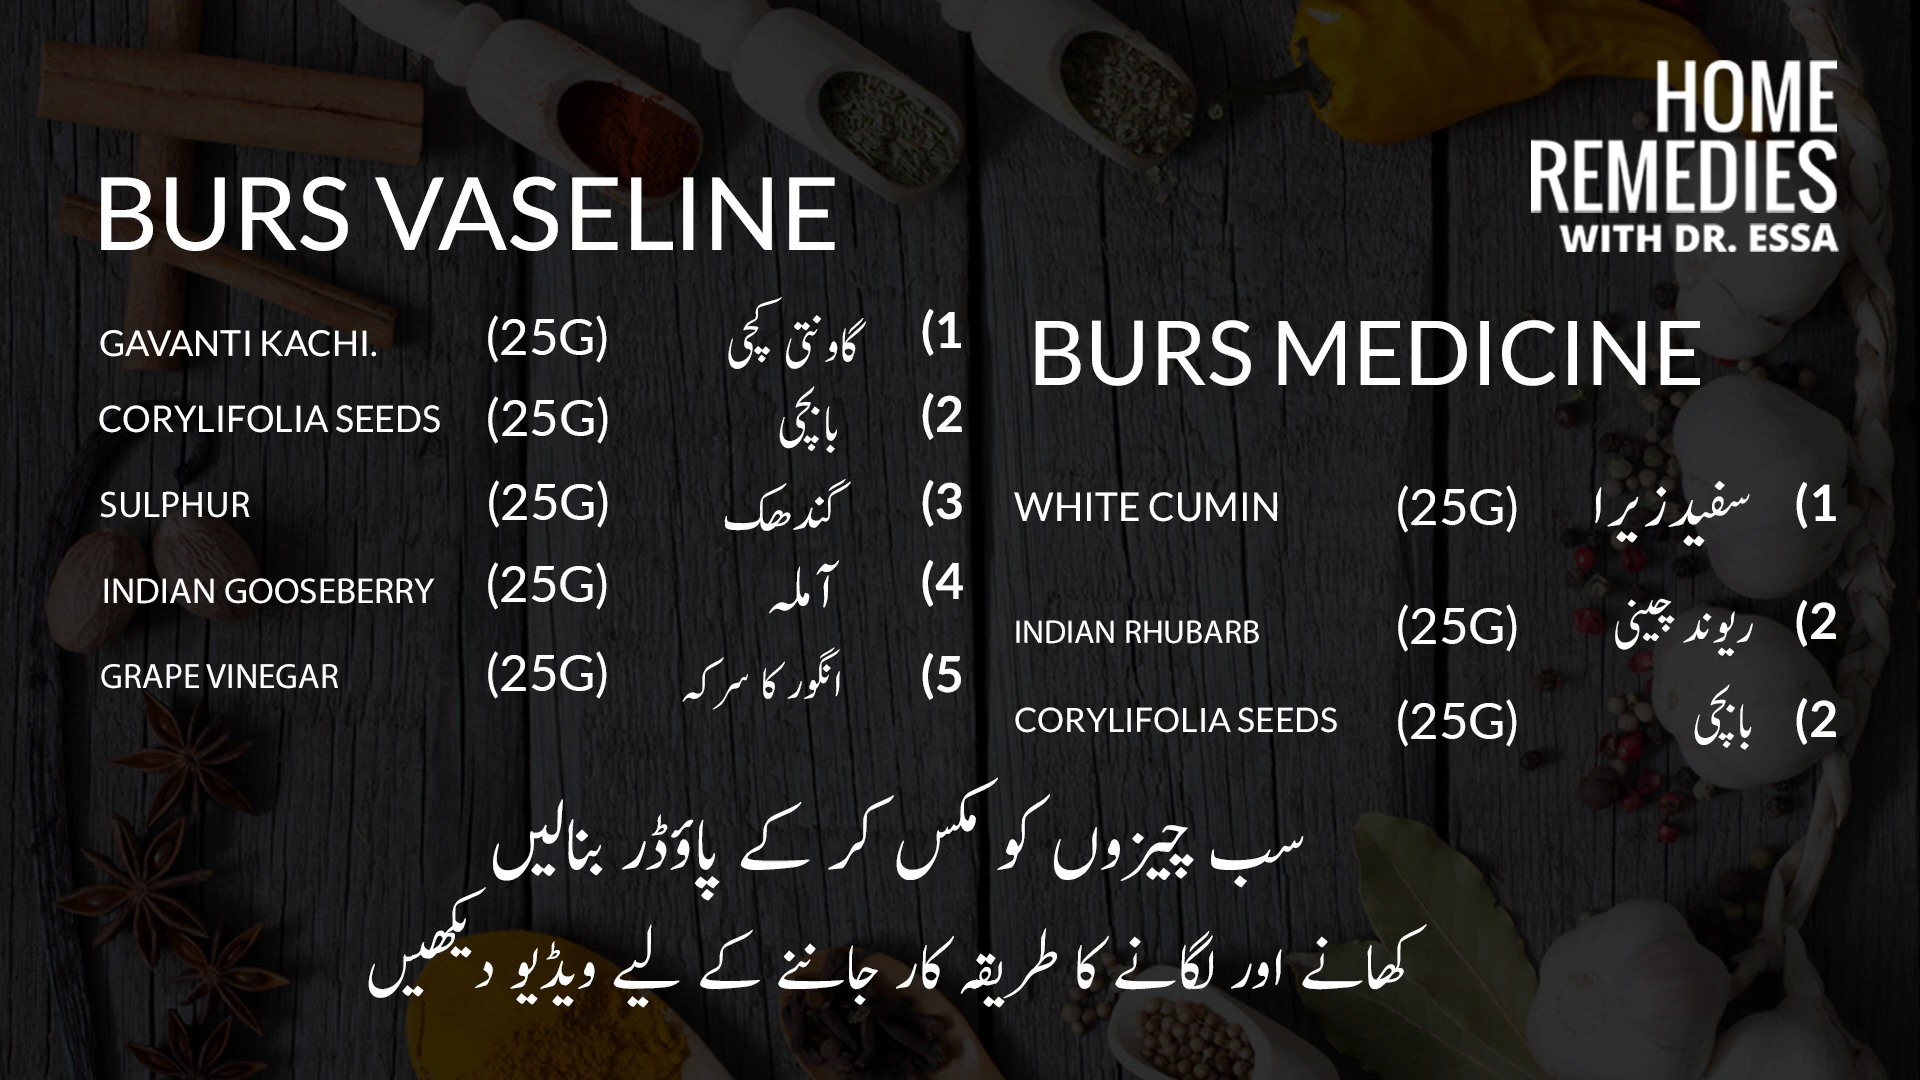 HOME
REMEDIES
WITH DR. ESSA
BURS VASELINE
GAVANTI KACHI. (25G) گاونتی کچی (1
CORYLIFOLIA SEEDS (25G) بابچی (2
SULPHUR (25G) گندھک (3
INDIAN GOOSEBERRY (25G) آملہ (4
GRAPE VINEGAR (25G) انگور کا سرکہ (5
BURS MEDICINE
WHITE CUMIN (25G) سفید زیرا (1
INDIAN RHUBARB (25G) ریوند چینی (2
CORYLIFOLIA SEEDS (25G) بابچی (2
سب چیزوں کو مکس کر کے پاؤڈر بنالیں
کھانے اور لگانے کا طریقہ کار جاننے کے لیے ویڈیو دیکھیں